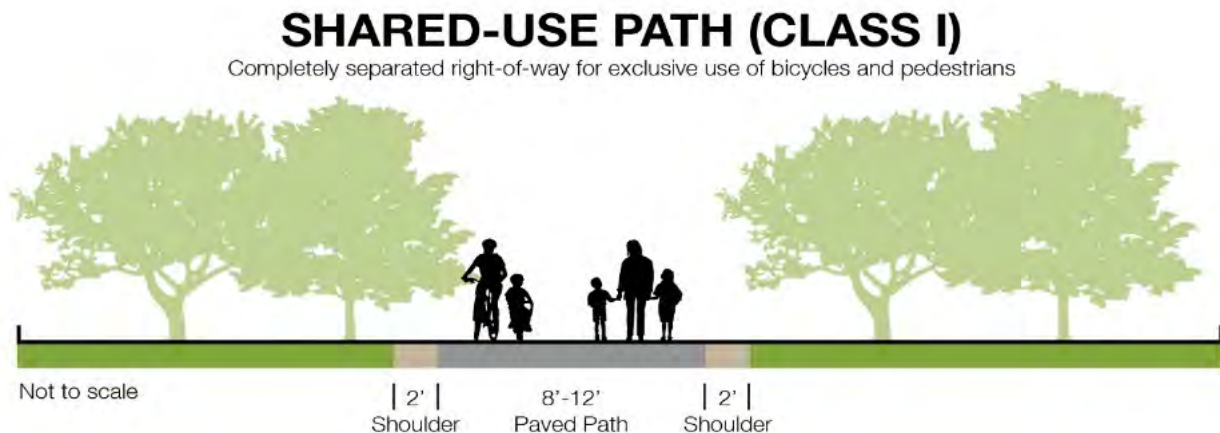 SHARED-USE PATH (CLASS I)
Completely separated right-of-way for exclusive use of bicycles and pedestrians
Not to scale
2'
Shoulder
8'-12'
Paved Path
2'
Shoulder